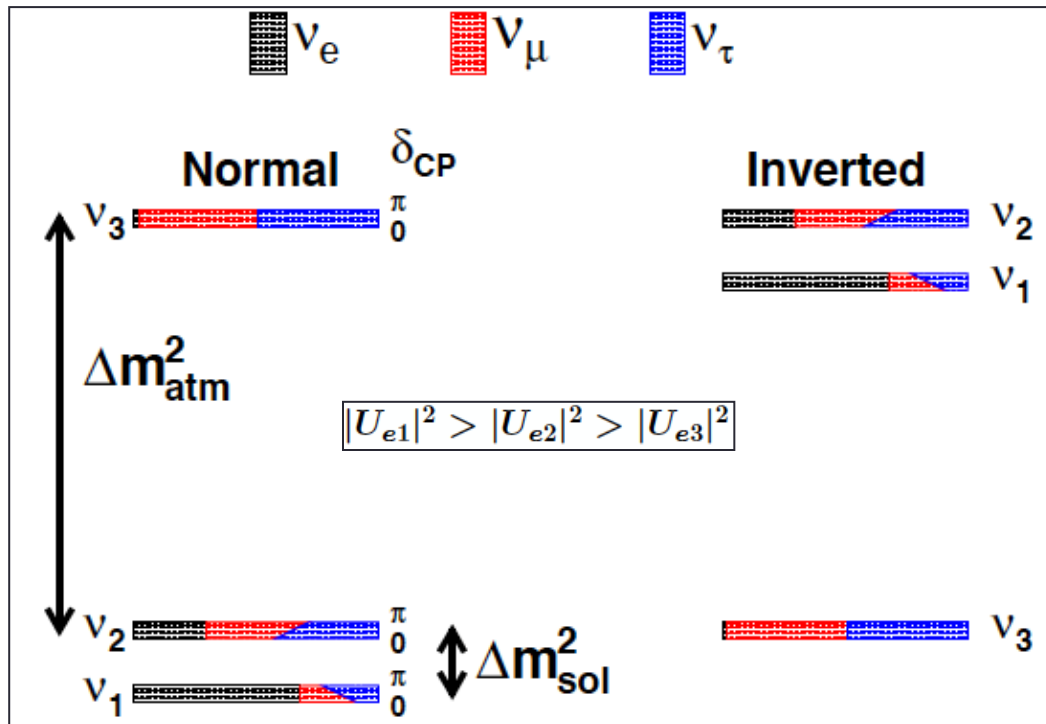 νe νμ ντ
Normal δCP Inverted
ν3 π ν2
0
ν1
Δm²atm
|Ue1|² > |Ue2|² > |Ue3|²
ν2 π ν3
0
Δm²sol
ν1 π
0